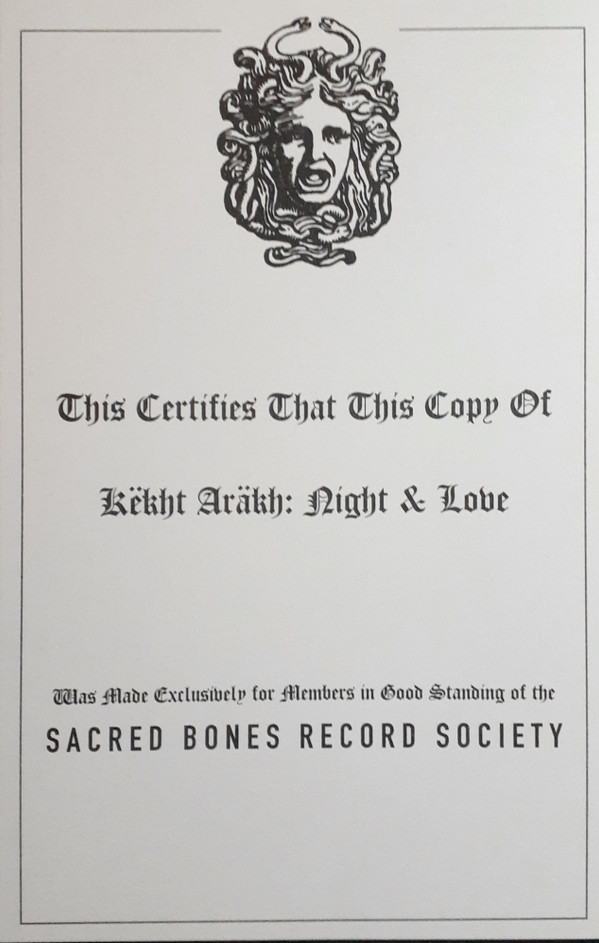 This Certifies That This Copy Of
Këkht Aräkh: Night & Love
Was Made Exclusively for Members in Good Standing of the
SACRED BONES RECORD SOCIETY